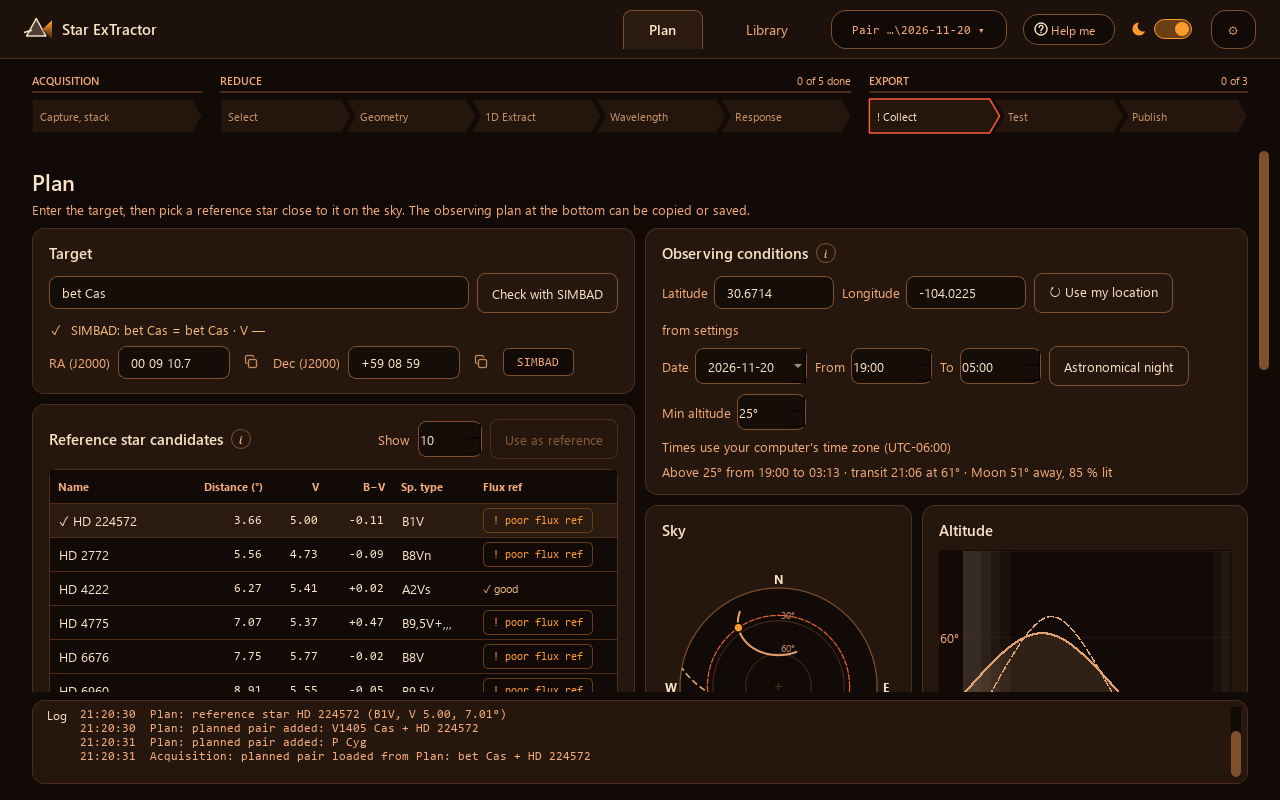 Star ExTractor
Plan
Library
Pair …\2026-11-20 ▾
? Help me
ACQUISITION
REDUCE
0 of 5 done
EXPORT
0 of 3
Capture, stack
Select
Geometry
1D Extract
Wavelength
Response
! Collect
Test
Publish
Plan
Enter the target, then pick a reference star close to it on the sky. The observing plan at the bottom can be copied or saved.
Target
bet Cas
Check with SIMBAD
✓ SIMBAD: bet Cas = bet Cas · V —
RA (J2000) 00 09 10.7 Dec (J2000) +59 08 59 SIMBAD
Reference star candidates i
Show 10 Use as reference
Name Distance (°) V B−V Sp. type Flux ref
✓ HD 224572 3.66 5.00 -0.11 B1V ! poor flux ref
HD 2772 5.56 4.73 -0.09 B8Vn ! poor flux ref
HD 4222 6.27 5.41 +0.02 A2Vs ✓ good
HD 4775 7.07 5.37 +0.47 B9,5V+,,, ! poor flux ref
HD 6676 7.75 5.77 -0.02 B8V ! poor flux ref
HD 6960 8.91 5.55 -0.05 B9.5V ! poor flux ref
Observing conditions i
Latitude 30.6714 Longitude -104.0225 Use my location
from settings
Date 2026-11-20 From 19:00 To 05:00 Astronomical night
Min altitude 25°
Times use your computer's time zone (UTC-06:00)
Above 25° from 19:00 to 03:13 · transit 21:06 at 61° · Moon 51° away, 85 % lit
Sky
N
30°
60°
W
E
Altitude
60°
Log
21:20:30 Plan: reference star HD 224572 (B1V, V 5.00, 7.01°)
21:20:30 Plan: planned pair added: V1405 Cas + HD 224572
21:20:31 Plan: planned pair added: P Cyg
21:20:31 Acquisition: planned pair loaded from Plan: bet Cas + HD 224572